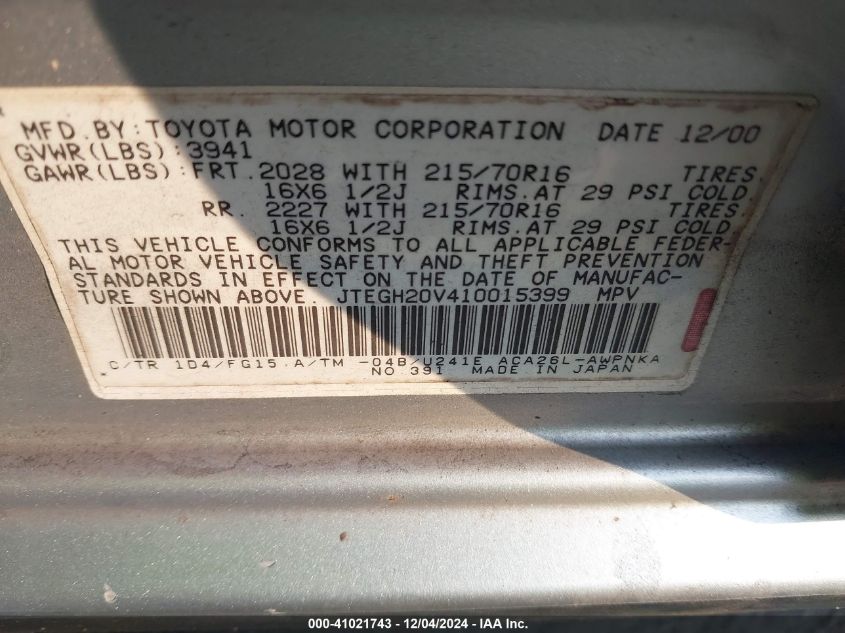 MFD.BY:TOYOTA MOTOR CORPORATION DATE 12/00
GVWR(LBS):3941
GAWR(LBS):FRT.2028 WITH 215/70R16 TIRES.
16X6 1/2J RIMS.AT 29 PSI COLD.
RR. 2227 WITH 215/70R16 TIRES.
16X6 1/2J RIMS.AT 29 PSI COLD.
THIS VEHICLE CONFORMS TO ALL APPLICABLE FEDER-
AL MOTOR VEHICLE SAFETY AND THEFT PREVENTION
STANDARDS IN EFFECT ON THE DATE OF MANUFAC-
TURE SHOWN ABOVE. JTEGH20V410015399 MPV
C/TR 1D4/FG15 A/TM -04B/U241E ACA26L-AWPNKA
NO.391 MADE IN JAPAN
000-41021743 - 12/04/2024 - IAA Inc.